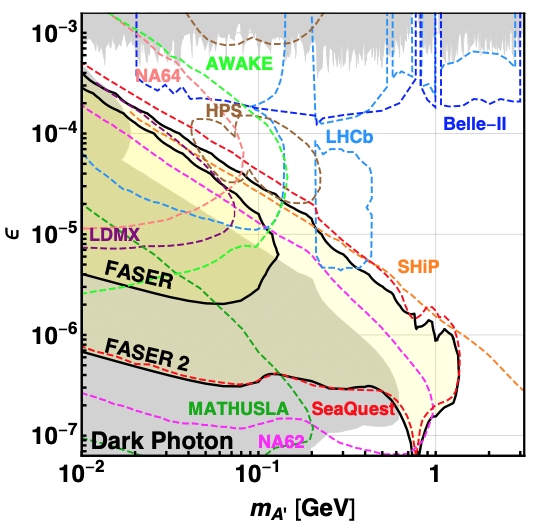 10⁻³
AWAKE
NA64
HPS
10⁻⁴
Belle-II
LHCb
ϵ
10⁻⁵
LDMX
SHiP
FASER
10⁻⁶
FASER 2
MATHUSLA
SeaQuest
10⁻⁷
Dark Photon
NA62
10⁻² 10⁻¹ 1
mA' [GeV]